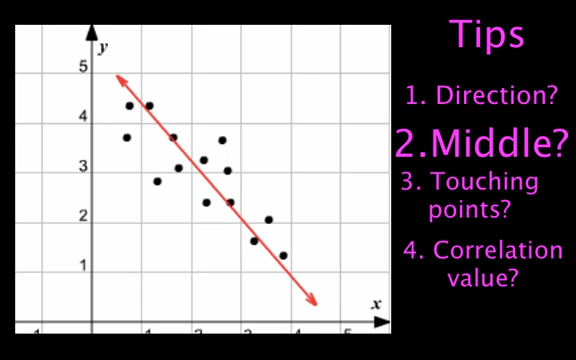 Tips
1. Direction?
2.Middle?
3. Touching
points?
4. Correlation
value?
y
5
4
3
2
1
x
1 1 2 3 4 5